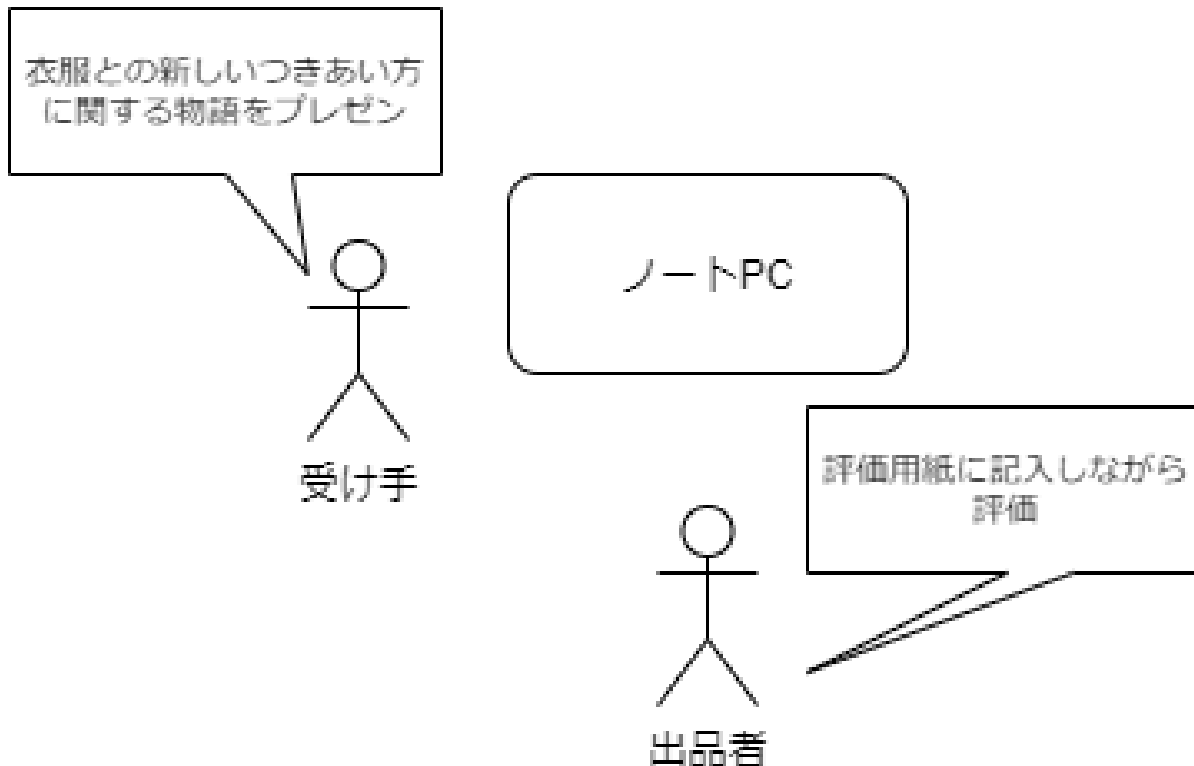 衣服との新しいつきあい方
に関する物語をプレゼン
ノートPC
受け手
評価用紙に記入しながら
評価
出品者